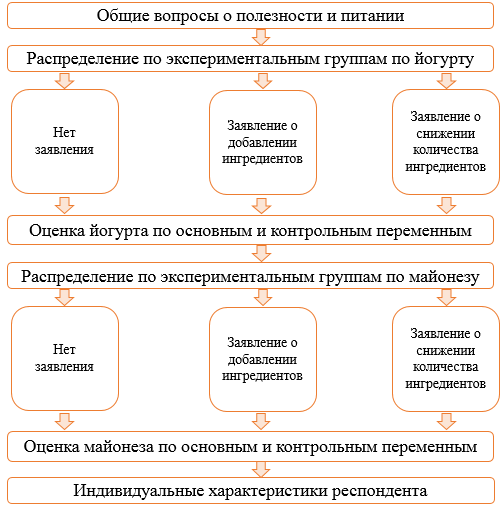 Общие вопросы о полезности и питании
Распределение по экспериментальным группам по йогурту
Нет
заявления
Заявление о
добавлении
ингредиентов
Заявление о
снижении
количества
ингредиентов
Оценка йогурта по основным и контрольным переменным
Распределение по экспериментальным группам по майонезу
Нет
заявления
Заявление о
добавлении
ингредиентов
Заявление о
снижении
количества
ингредиентов
Оценка майонеза по основным и контрольным переменным
Индивидуальные характеристики респондента